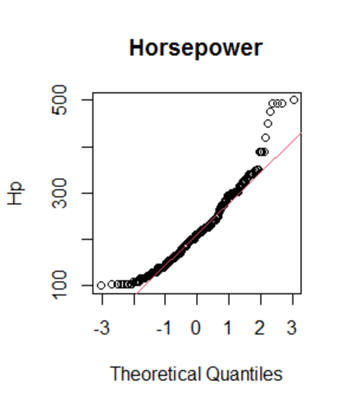 Horsepower
500
300
100
Hp
-3 -1 0 1 2 3
Theoretical Quantiles